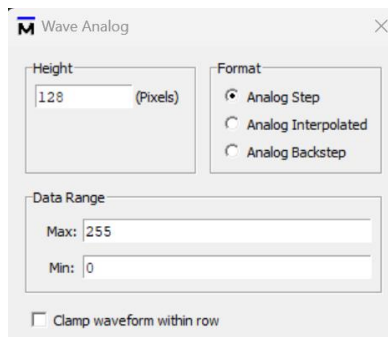 Wave Analog
Height
128 (Pixels)
Format
Analog Step
Analog Interpolated
Analog Backstep
Data Range
Max: 255
Min: 0
Clamp waveform within row